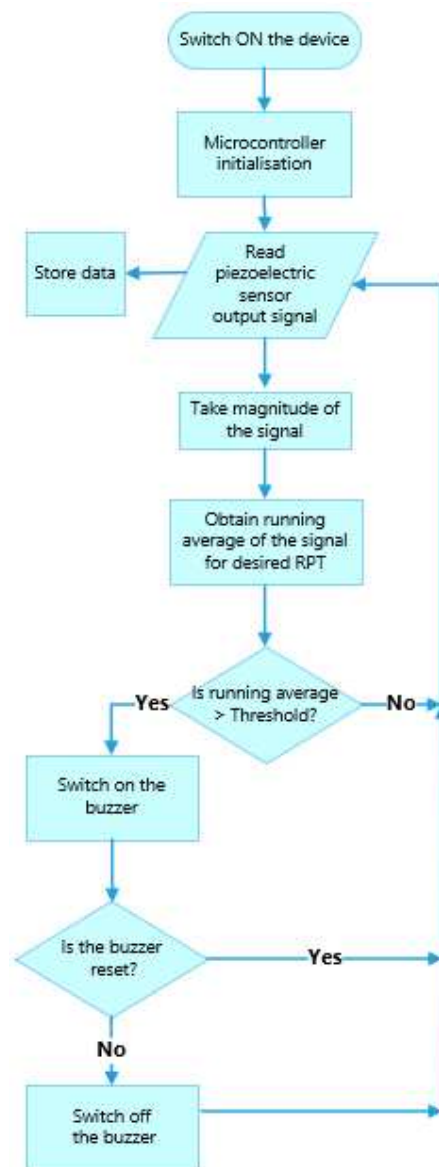 Switch ON the device
Microcontroller
initialisation
Store data
Read
piezoelectric
sensor
output signal
Take magnitude of
the signal
Obtain running
average of the signal
for desired RPT
Yes
Is running average
> Threshold?
No
Switch on the
buzzer
Is the buzzer
reset?
Yes
No
Switch off
the buzzer